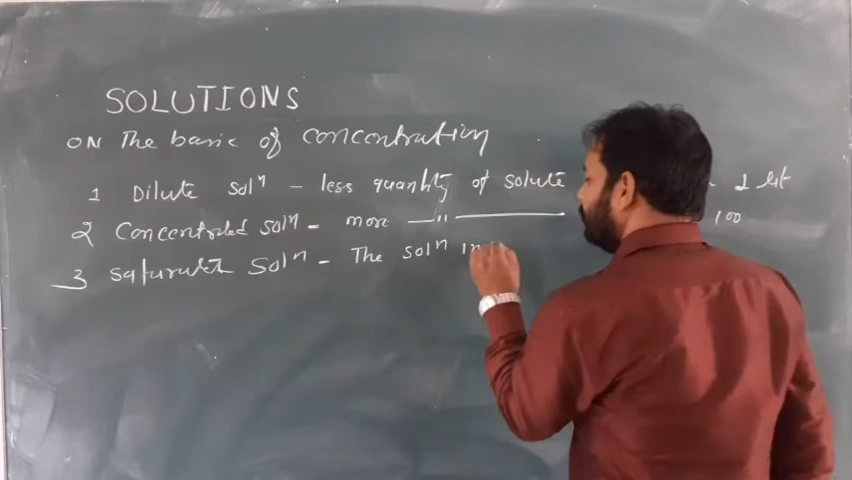 SOLUTIONS
ON The basic of concentration
1 Dilute solⁿ - less quantity of solute 1 lit
2 Concentrated solⁿ - more —"— 100
3 Saturated Solⁿ - The solⁿ in